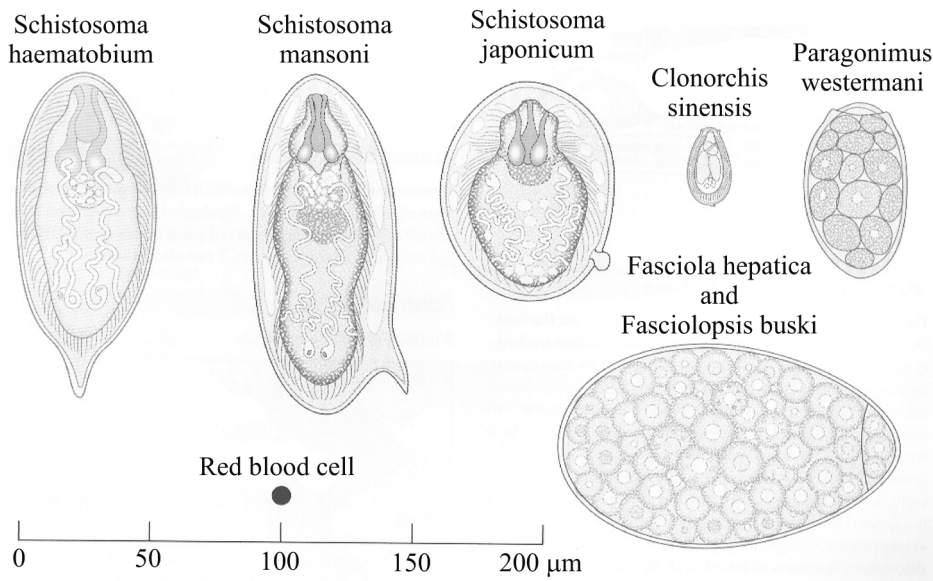 Schistosoma
haematobium
Schistosoma
mansoni
Schistosoma
japonicum
Clonorchis
sinensis
Paragonimus
westermani
Fasciola hepatica
and
Fasciolopsis buski
Red blood cell
0 50 100 150 200 μm